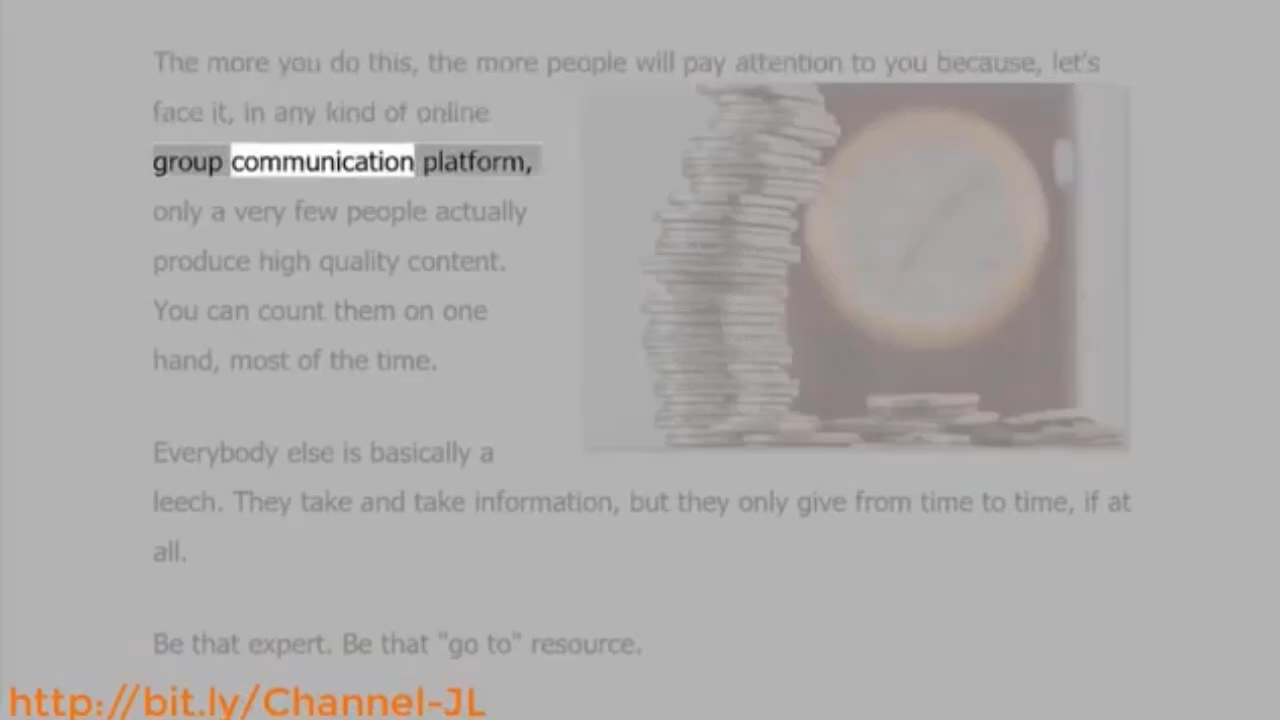 The more you do this, the more people will pay attention to you because, let's
face it, in any kind of online
group communication platform,
only a very few people actually
produce high quality content.
You can count them on one
hand, most of the time.
Everybody else is basically a
leech. They take and take information, but they only give from time to time, if at
all.
Be that expert. Be that "go to" resource.
http://bit.ly/Channel-JL